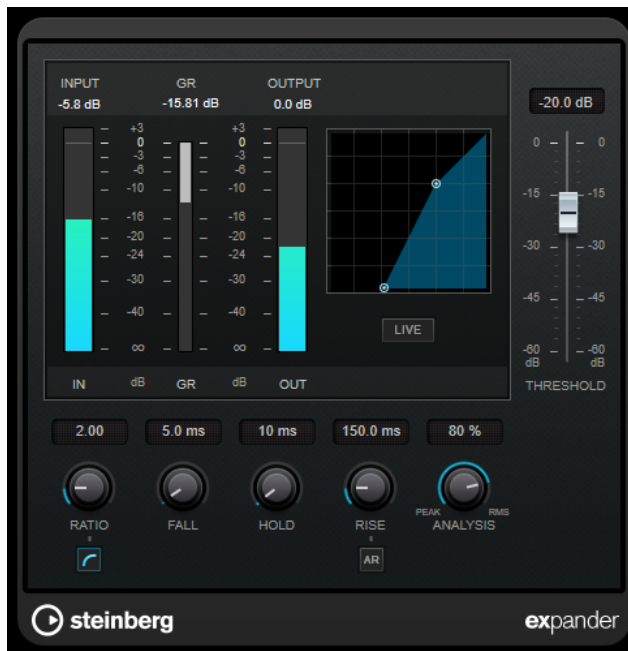 INPUT GR OUTPUT
-5.8 dB -15.81 dB 0.0 dB
-20.0 dB
+3 +3
0 0
-3 -3
-6 -6
-10 -10
-16 -16
-20 -20
-24 -24
-30 -30
-40 -40
∞ ∞
IN dB GR dB OUT
LIVE
0 0
-15 -15
-30 -30
-45 -45
-60 -60
dB dB
THRESHOLD
2.00 5.0 ms 10 ms 150.0 ms 80 %
PEAK RMS
RATIO FALL HOLD RISE ANALYSIS
AR
steinberg expander